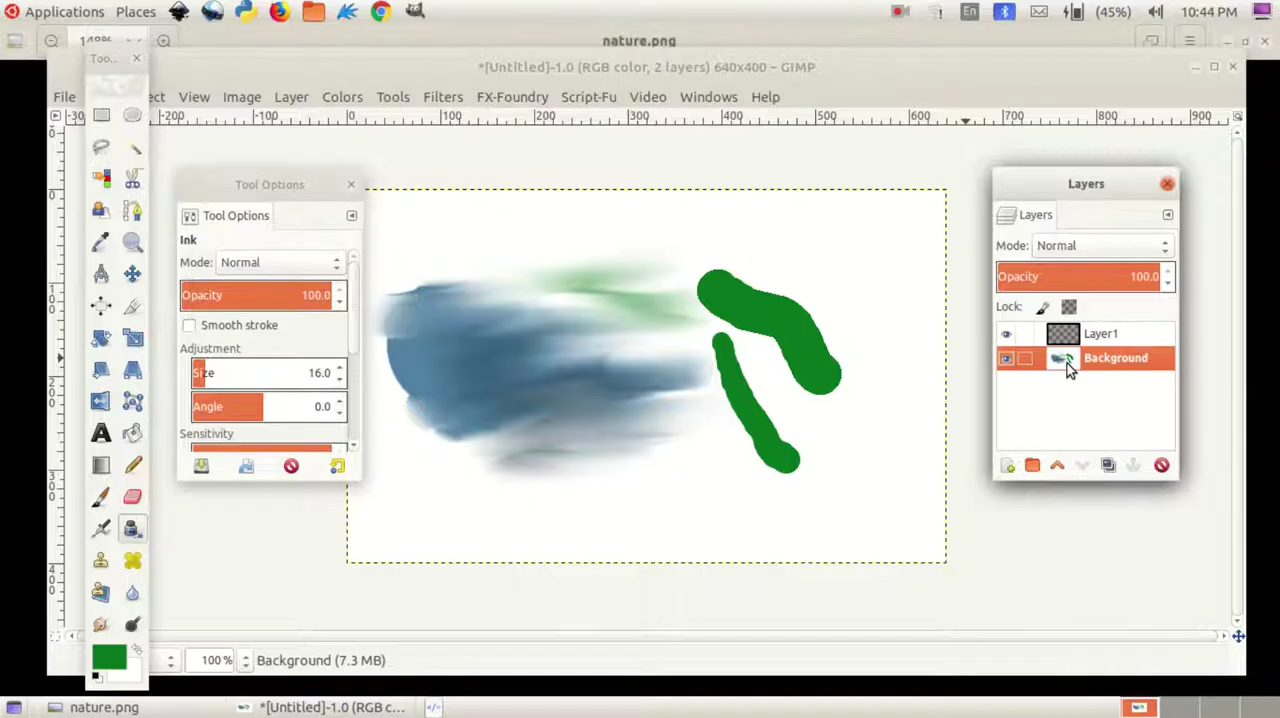 Applications Places En (45%) 10:44 PM
148% nature.png
Too..
*[Untitled]-1.0 (RGB color, 2 layers) 640x400 – GIMP
File ect View Image Layer Colors Tools Filters FX-Foundry Script-Fu Video Windows Help
-200 -100 0 100 200 300 400 500 600 700 800 900
Tool Options
Tool Options
Ink
Mode: Normal
Opacity 100.0
Smooth stroke
Adjustment
Size 16.0
Angle 0.0
Sensitivity
Layers
Layers
Mode: Normal
Opacity 100.0
Lock:
Layer1
Background
100 % Background (7.3 MB)
nature.png *[Untitled]-1.0 (RGB c...